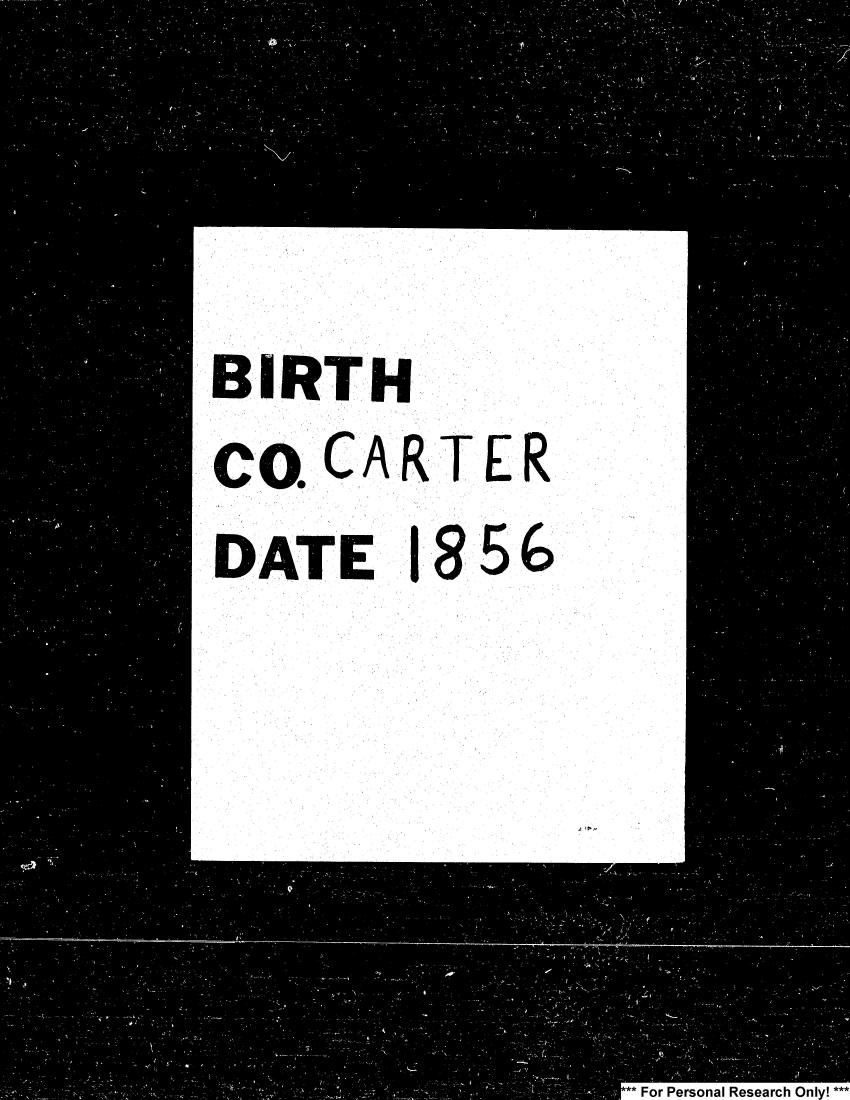 BIRTH
CO. CARTER
DATE 1856
*** For Personal Research Only! ***